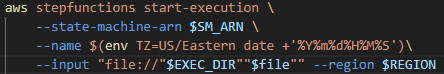 aws stepfunctions start-execution \
--state-machine-arn $SM_ARN \
--name $(env TZ=US/Eastern date +'%Y%m%d%H%M%S')\
--input "file://"$EXEC_DIR""$file"" --region $REGION